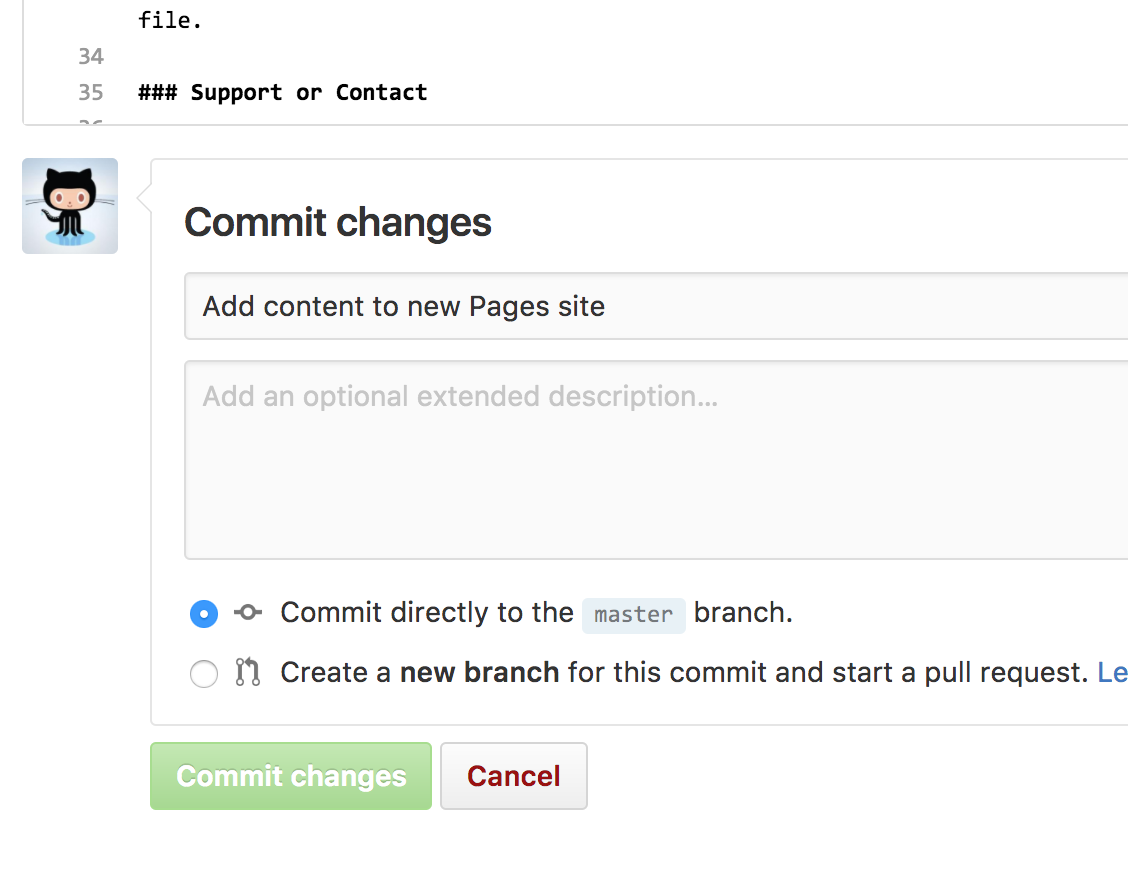 file.
34
35 ### Support or Contact
Commit changes
Add content to new Pages site
Add an optional extended description...
Commit directly to the master branch.
Create a new branch for this commit and start a pull request. Le
Commit changes Cancel